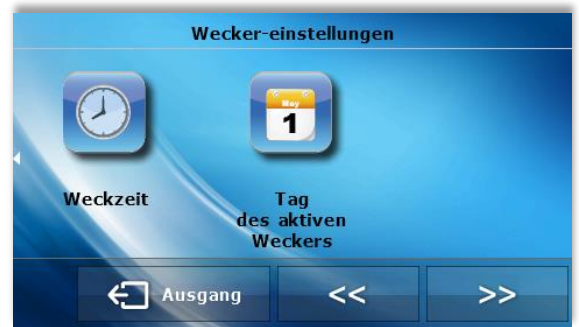 Wecker-einstellungen
May
1
Weckzeit
Tag
des aktiven
Weckers
Ausgang
<<
>>